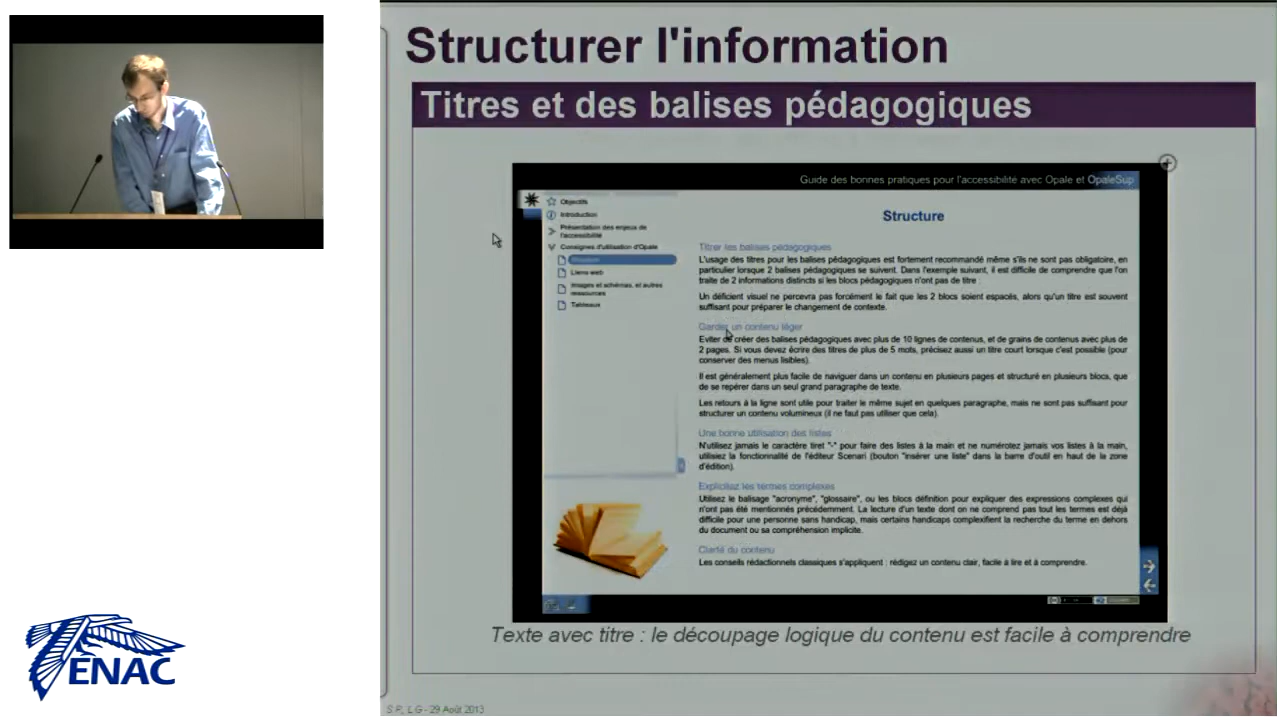 Structurer l'information
Titres et des balises pédagogiques
Guide des bonnes pratiques pour l'accessibilité avec Opale et OpaleSup
Objectifs
Introduction
Présentation des enjeux de
l'accessibilité
Consignes d'utilisation d'Opale
Structure
Liens web
Images et schémas, et autres
ressources
Tableaux
Structure
Titrer les balises pédagogiques
L'usage des titres pour les balises pédagogiques est fortement recommandé même s'ils ne sont pas obligatoire, en
particulier lorsque 2 balises pédagogiques se suivent. Dans l'exemple suivant, il est difficile de comprendre que l'on
traite de 2 informations distincts si les blocs pédagogiques n'ont pas de titre :
Un déficient visuel ne percevra pas forcément le fait que les 2 blocs soient espacés, alors qu'un titre est souvent
suffisant pour préparer le changement de contexte.
Garder un contenu léger
Eviter de créer des balises pédagogiques avec plus de 10 lignes de contenus, et de grains de contenus avec plus de
2 pages. Si vous devez écrire des titres de plus de 5 mots, précisez aussi un titre court lorsque c'est possible (pour
conserver des menus lisibles).
Il est généralement plus facile de naviguer dans un contenu en plusieurs pages et structuré en plusieurs blocs, que
de se repérer dans un seul grand paragraphe de texte.
Les retours à la ligne sont utile pour traiter le même sujet en quelques paragraphe, mais ne sont pas suffisant pour
structurer un contenu volumineux (il ne faut pas utiliser que cela).
Une bonne utilisation des listes
N'utilisez jamais le caractère tiret "-" pour faire des listes à la main et ne numérotez jamais vos listes à la main,
utilisiez la fonctionnalité de l'éditeur Scenari (bouton "insérer une liste" dans la barre d'outil en haut de la zone
d'édition).
Explicitez les termes complexes
Utilisez le balisage "acronyme", "glossaire", ou les blocs définition pour expliquer des expressions complexes qui
n'ont pas été mentionnés précédemment. La lecture d'un texte dont on ne comprend pas tout les termes est déjà
difficile pour une personne sans handicap, mais certains handicaps complexifient la recherche du terme en dehors
du document ou sa compréhension implicite.
Clarté du contenu
Les conseils rédactionnels classiques s'appliquent : rédigez un contenu clair, facile à lire et à comprendre.
Texte avec titre : le découpage logique du contenu est facile à comprendre
ENAC
S.P., L.G - 29 Août 2013